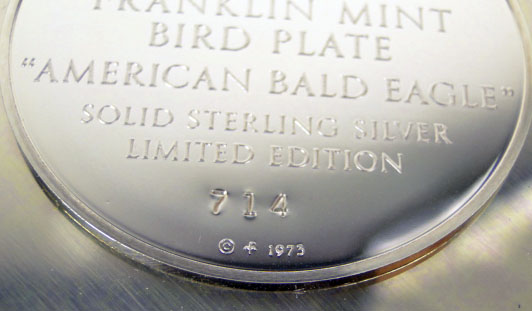 FRANKLIN MINT
BIRD PLATE
"AMERICAN BALD EAGLE"
SOLID STERLING SILVER
LIMITED EDITION
714
© 1973